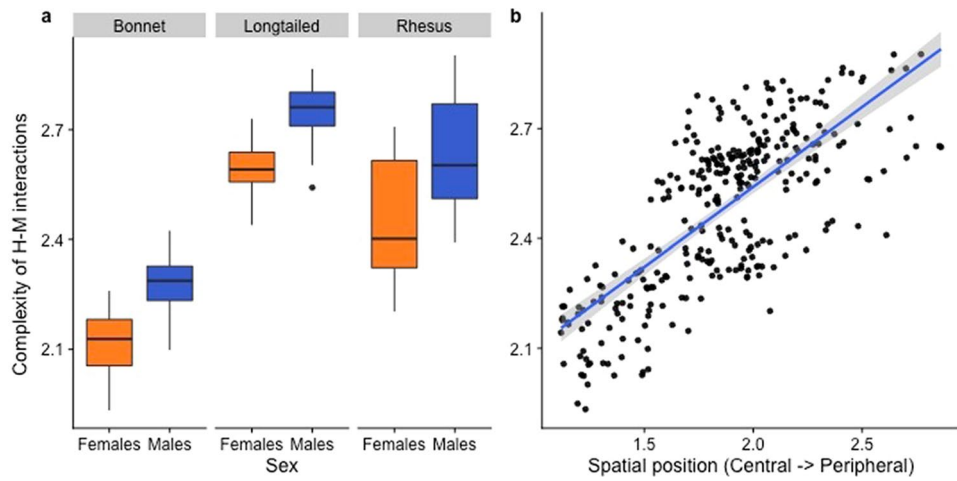 a
Bonnet
Longtailed
Rhesus
Complexity of H-M interactions
2.7
2.4
2.1
Females Males
Females Males
Females Males
Sex
b
2.7
2.4
2.1
1.5
2.0
2.5
Spatial position (Central -> Peripheral)